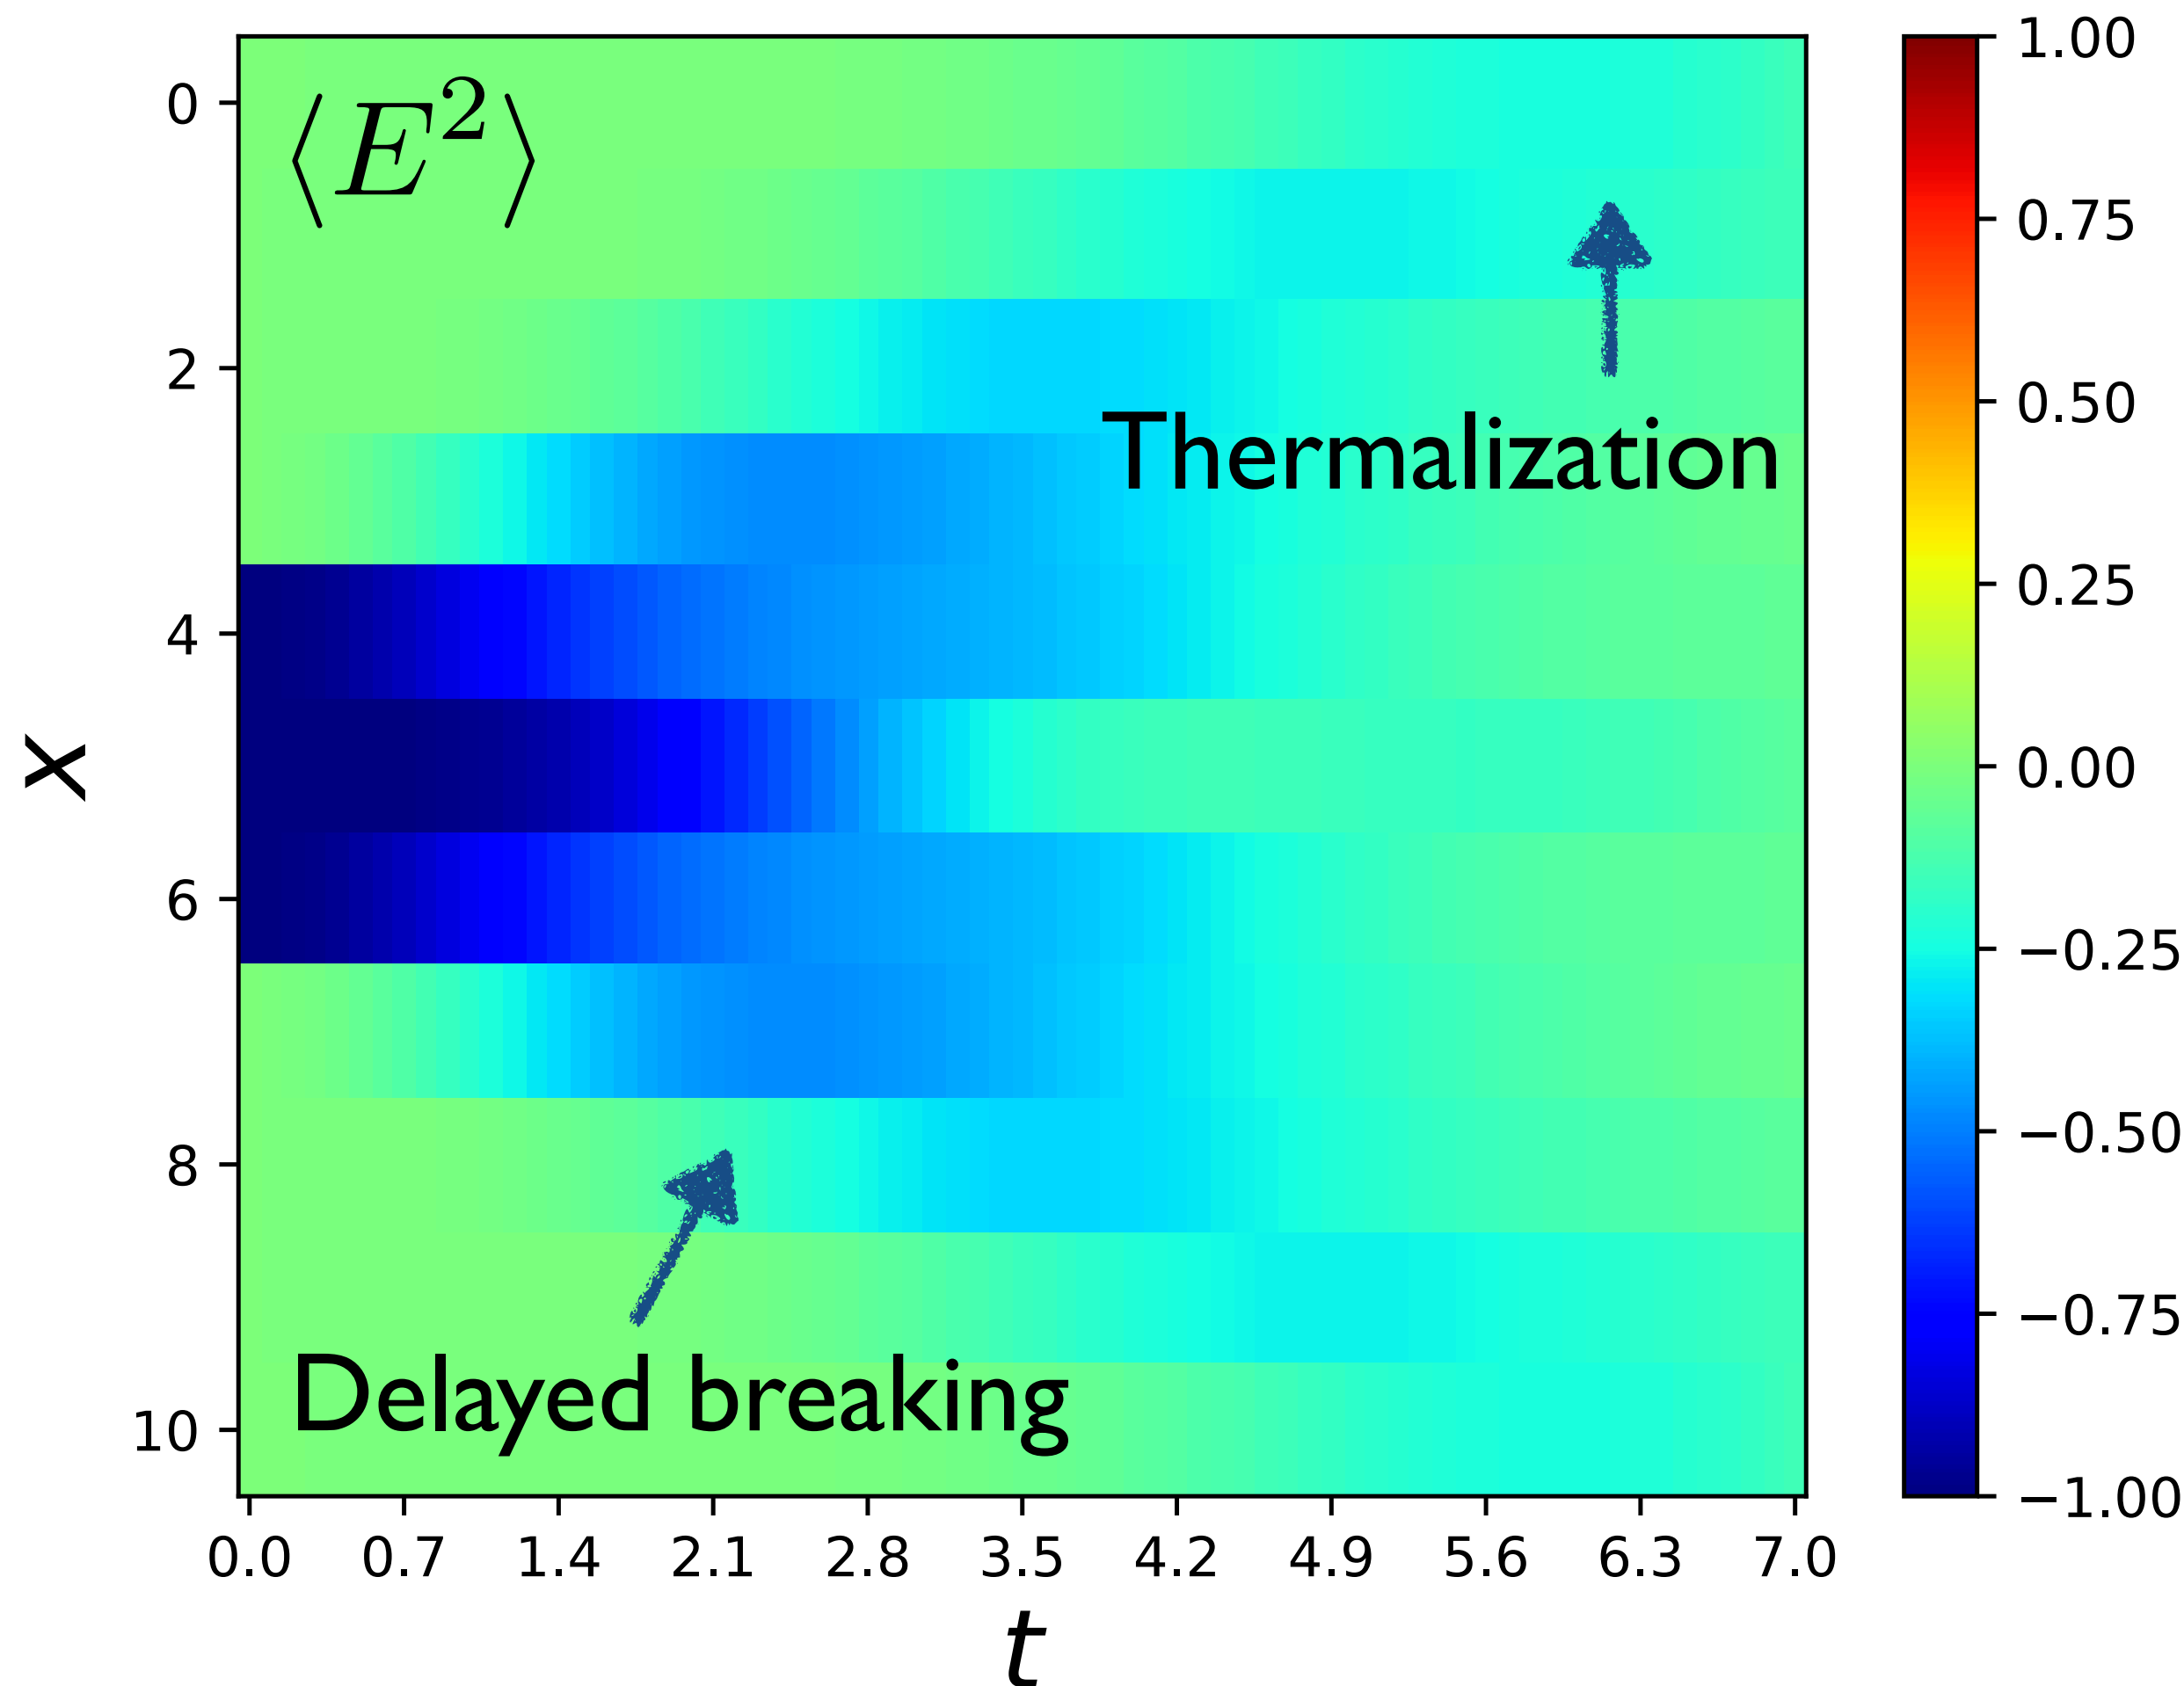 ⟨E²⟩
Thermalization
Delayed breaking
x
0
2
4
6
8
10
0.0 0.7 1.4 2.1 2.8 3.5 4.2 4.9 5.6 6.3 7.0
t
1.00
0.75
0.50
0.25
0.00
−0.25
−0.50
−0.75
−1.00